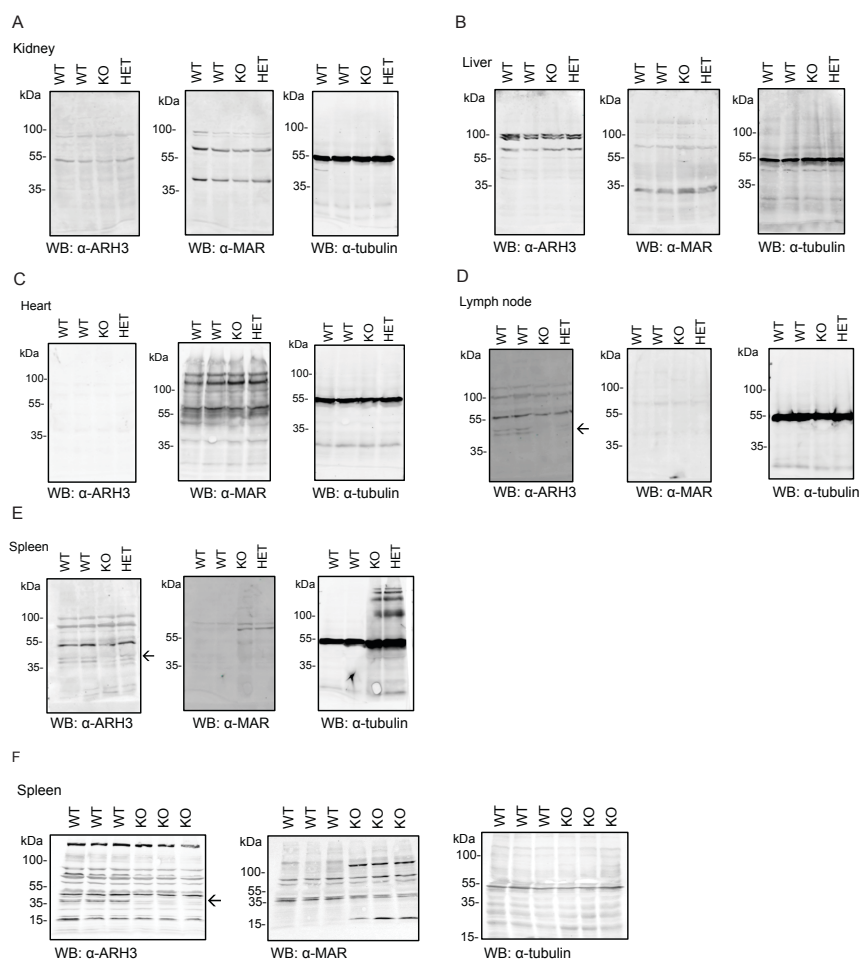 A
Kidney
WT WT KO HET
kDa
100-
55-
35-
WB: α-ARH3
WT WT KO HET
kDa
100-
55-
35-
WB: α-MAR
WT WT KO HET
kDa
100-
55-
35-
WB: α-tubulin
B
Liver
WT WT KO HET
kDa
100-
55-
35-
WB: α-ARH3
WT WT KO HET
kDa
100-
55-
35-
WB: α-MAR
WT WT KO HET
kDa
100-
55-
35-
WB: α-tubulin
C
Heart
WT WT KO HET
kDa
100-
55-
35-
WB: α-ARH3
WT WT KO HET
kDa
100-
55-
35-
WB: α-MAR
WT WT KO HET
kDa
100-
55-
35-
WB: α-tubulin
D
Lymph node
WT WT KO HET
kDa
100-
55-
35-
WB: α-ARH3
WT WT KO HET
kDa
100-
55-
35-
WB: α-MAR
WT WT KO HET
kDa
100-
55-
35-
WB: α-tubulin
E
Spleen
WT WT KO HET
kDa
100-
55-
35-
WB: α-ARH3
WT WT KO HET
kDa
55-
35-
WB: α-MAR
WT WT KO HET
kDa
100-
55-
35-
WB: α-tubulin
F
Spleen
WT WT WT KO KO KO
kDa
100-
55-
35-
15-
WB: α-ARH3
WT WT WT KO KO KO
kDa
100-
55-
35-
15-
WB: α-MAR
WT WT WT KO KO KO
kDa
100-
55-
35-
15-
WB: α-tubulin